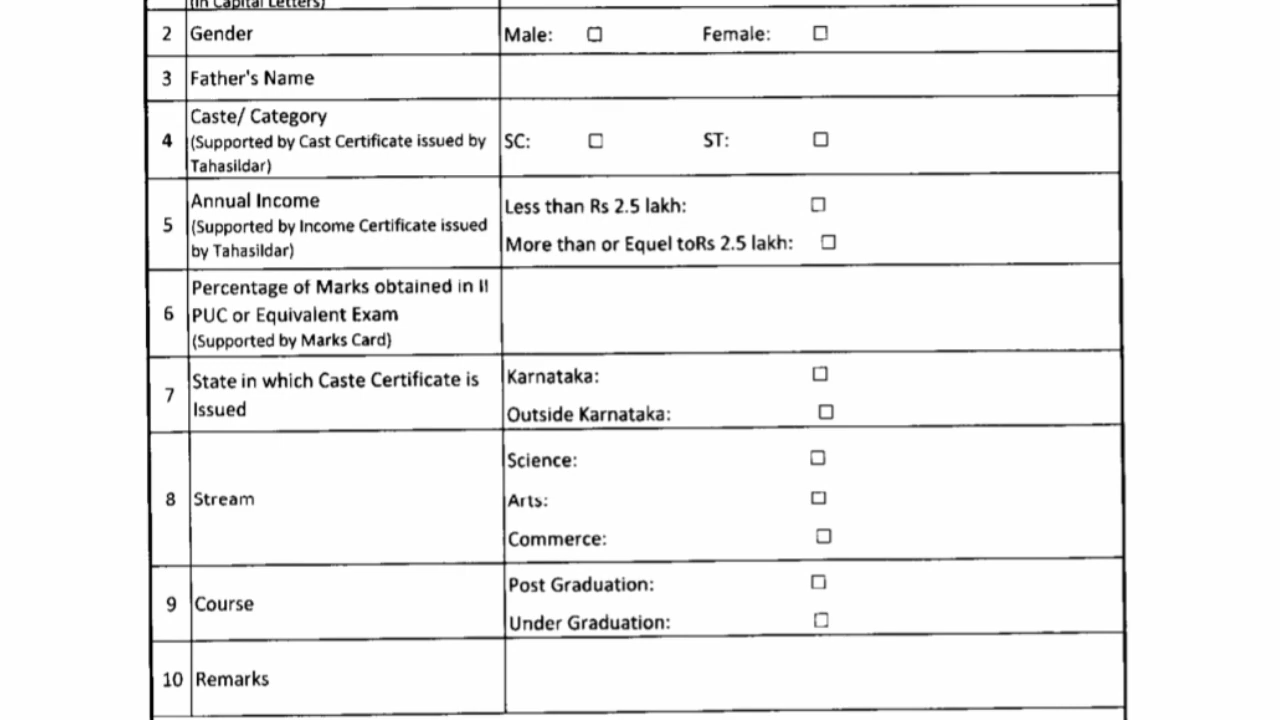 (In Capital Letters)
2 Gender Male: ☐ Female: ☐
3 Father's Name
4 Caste/ Category
(Supported by Cast Certificate issued by
Tahasildar)
SC: ☐ ST: ☐
5 Annual Income
(Supported by Income Certificate issued
by Tahasildar)
Less than Rs 2.5 lakh: ☐
More than or Equel toRs 2.5 lakh: ☐
6 Percentage of Marks obtained in II
PUC or Equivalent Exam
(Supported by Marks Card)
7 State in which Caste Certificate is
Issued
Karnataka: ☐
Outside Karnataka: ☐
8 Stream
Science: ☐
Arts: ☐
Commerce: ☐
9 Course
Post Graduation: ☐
Under Graduation: ☐
10 Remarks